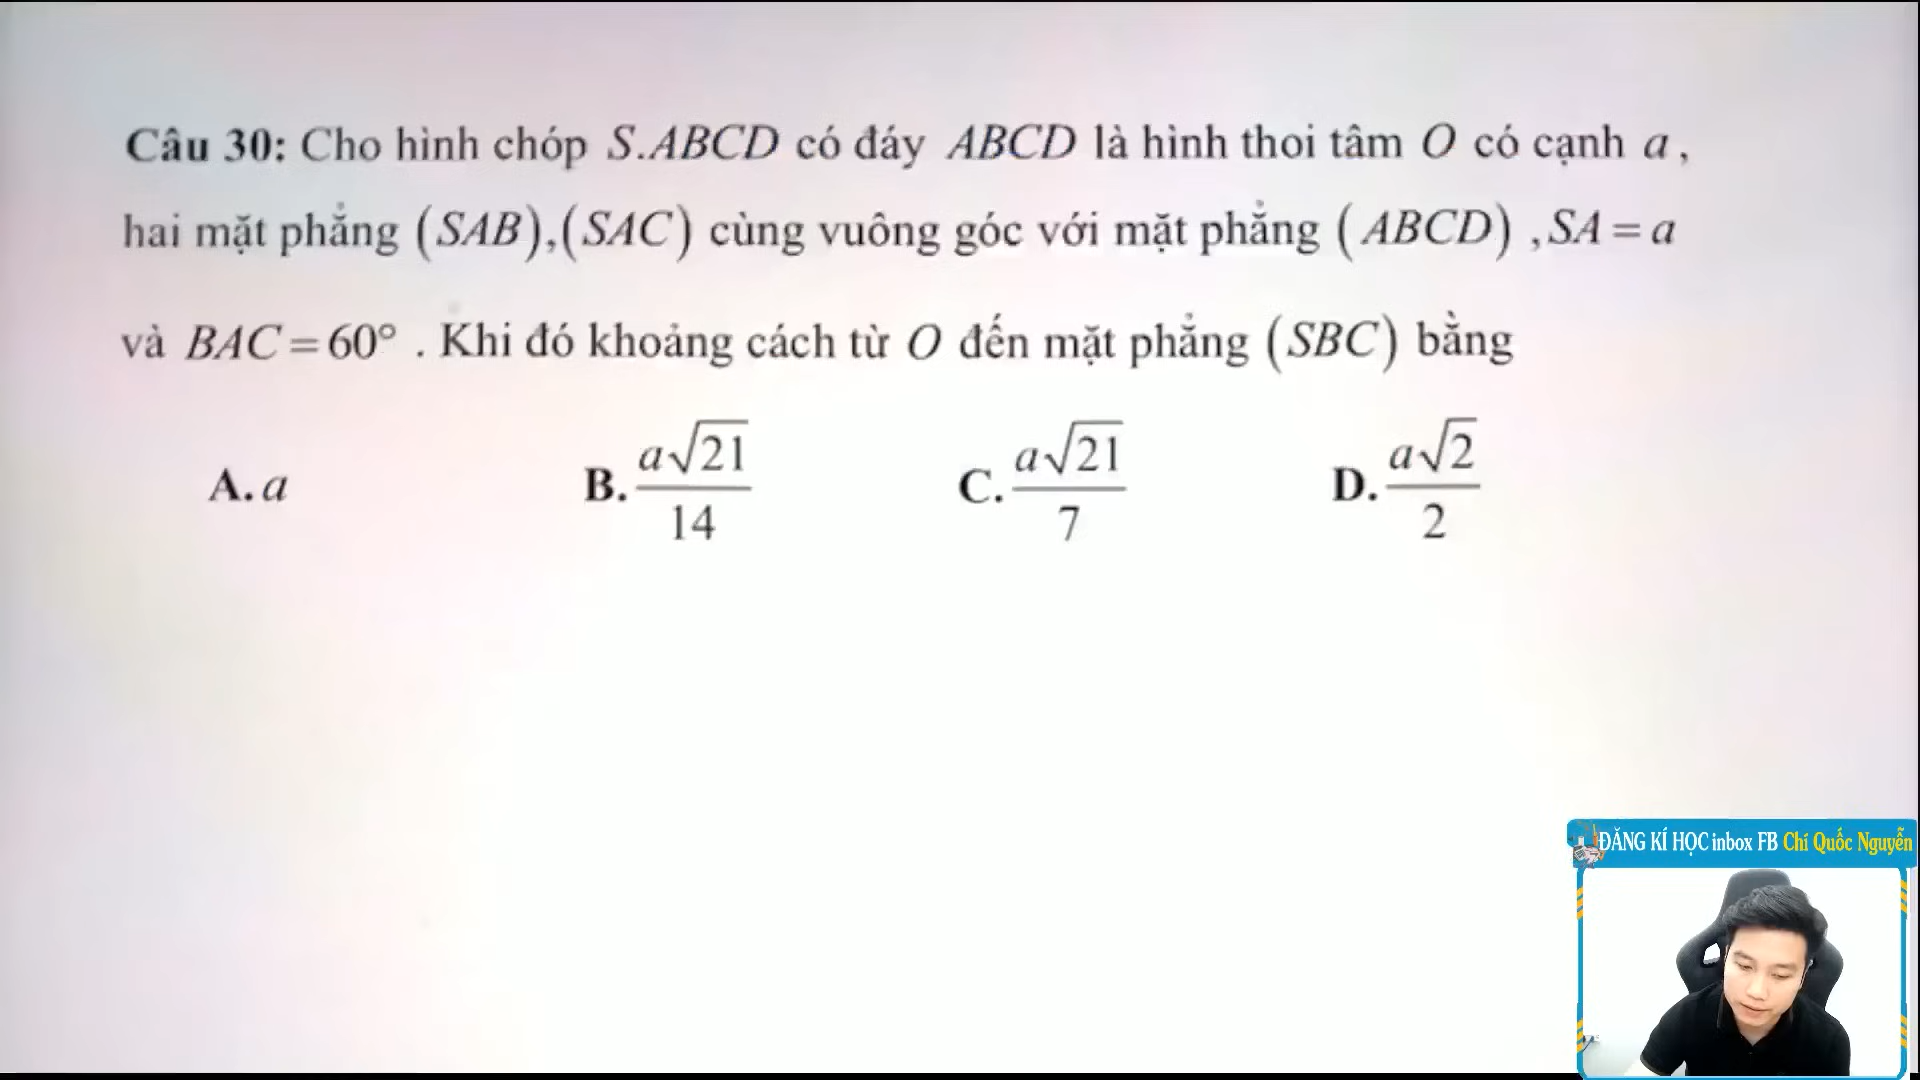 Câu 30: Cho hình chóp S.ABCD có đáy ABCD là hình thoi tâm O có cạnh a,
hai mặt phẳng (SAB),(SAC) cùng vuông góc với mặt phẳng (ABCD) ,SA=a
và BAC=60° . Khi đó khoảng cách từ O đến mặt phẳng (SBC) bằng
A. a B. a√21/14 C. a√21/7 D. a√2/2
ĐĂNG KÍ HỌC inbox FB Chí Quốc Nguyễn